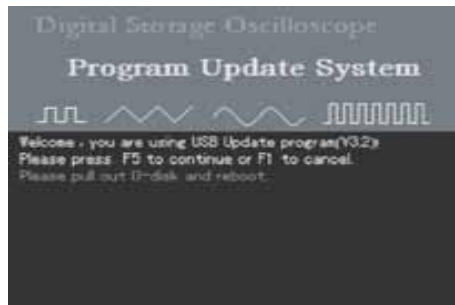 Digital Storage Oscilloscope
Program Update System
Welcome , you are using USB Update program(V3.2):
Please press F5 to continue or F1 to cancel.
Please pull out U-disk and reboot.